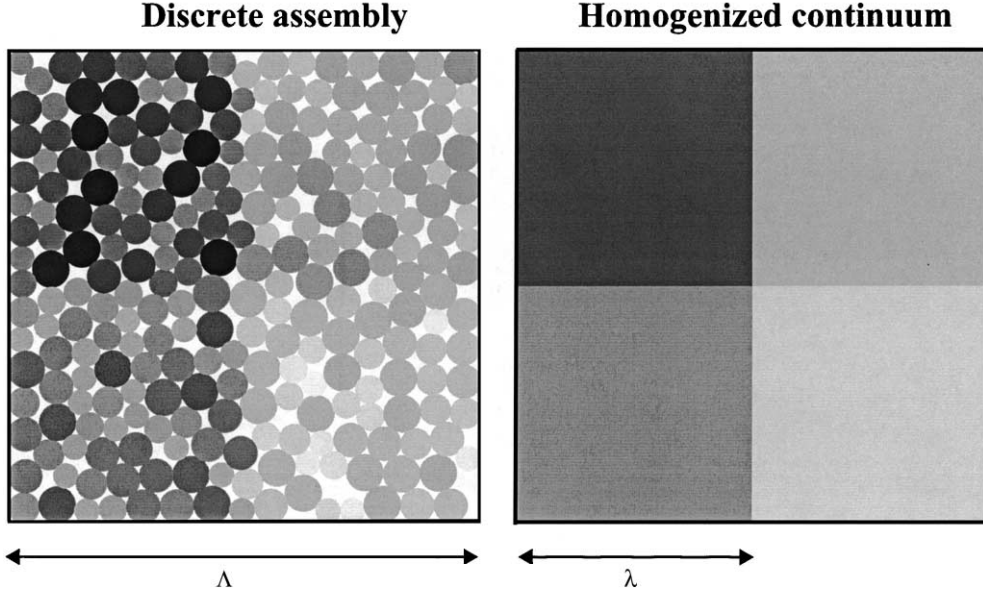 Discrete assembly
Homogenized continuum
Λ
λ